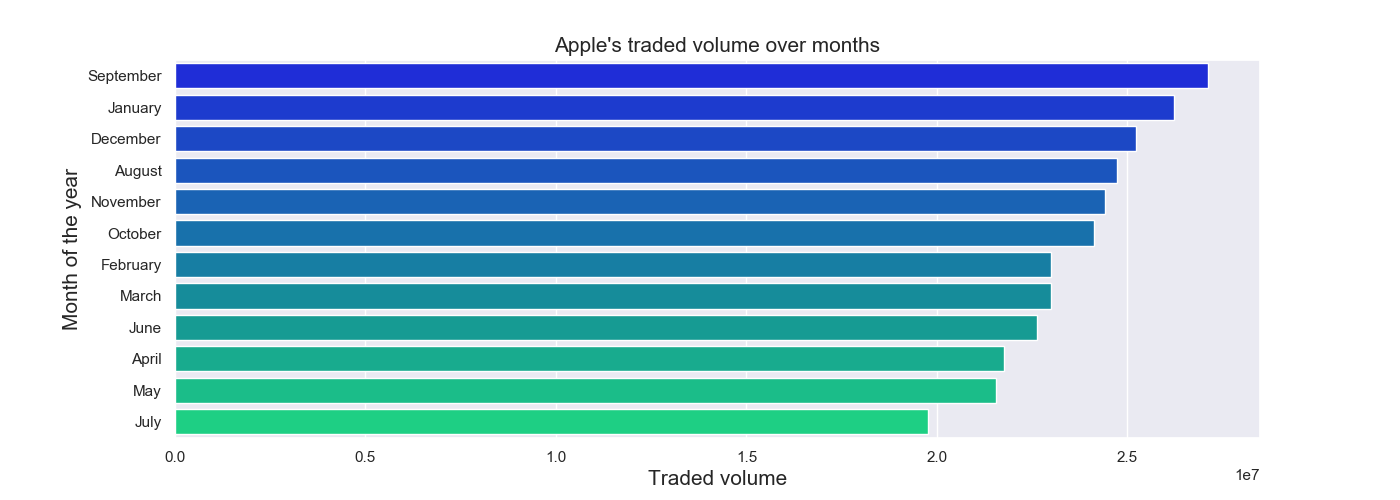 Apple's traded volume over months
Month of the year
September
January
December
August
November
October
February
March
June
April
May
July
0.0 0.5 1.0 1.5 2.0 2.5
1e7
Traded volume